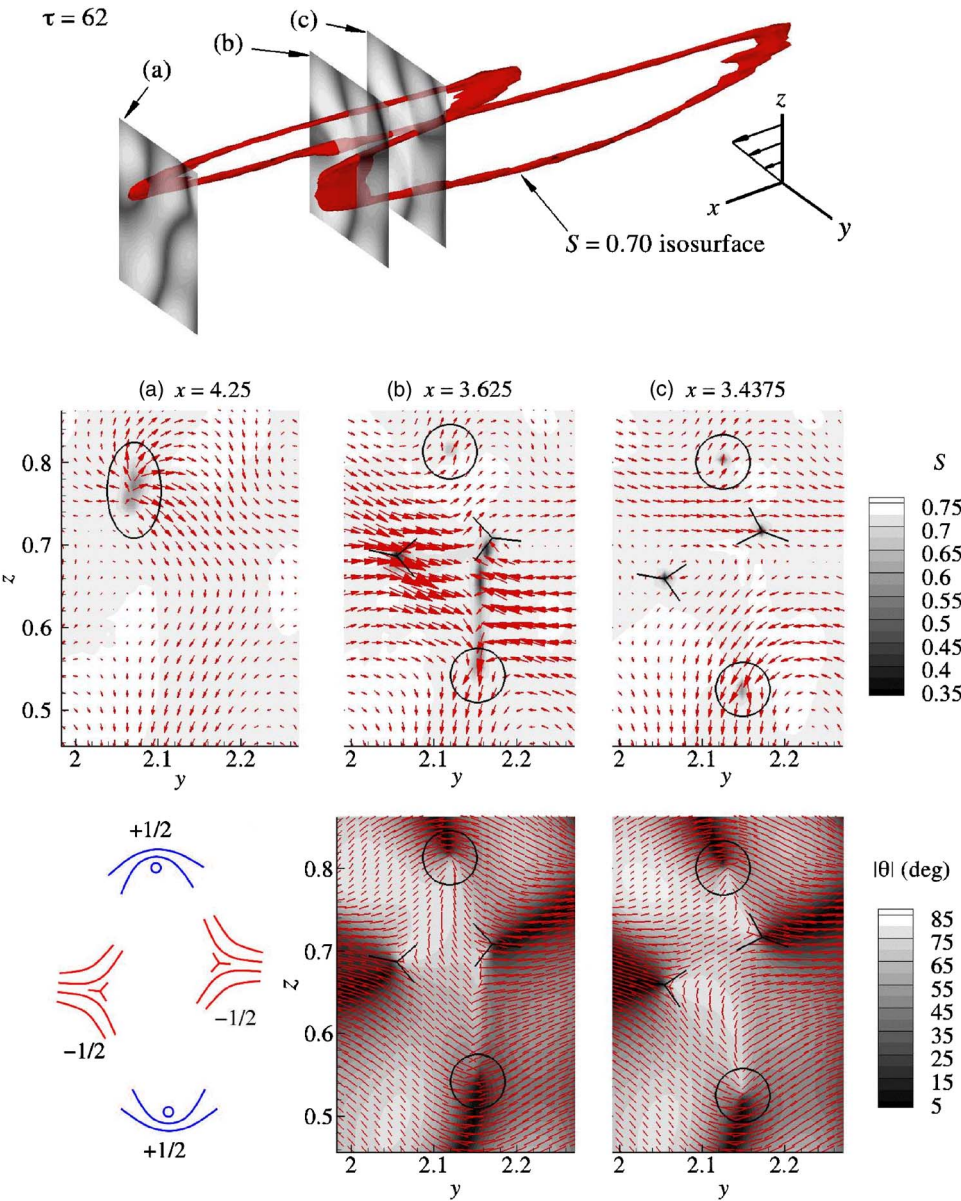 τ = 62
(c)
(b)
(a)
z
x
y
S = 0.70 isosurface
(a) x = 4.25
(b) x = 3.625
(c) x = 3.4375
z
0.8
0.7
0.6
0.5
2 2.1 2.2
y
2 2.1 2.2
y
2 2.1 2.2
y
S
0.75
0.7
0.65
0.6
0.55
0.5
0.45
0.4
0.35
+1/2
−1/2
−1/2
+1/2
z
0.8
0.7
0.6
0.5
2 2.1 2.2
y
2 2.1 2.2
y
|θ| (deg)
85
75
65
55
45
35
25
15
5